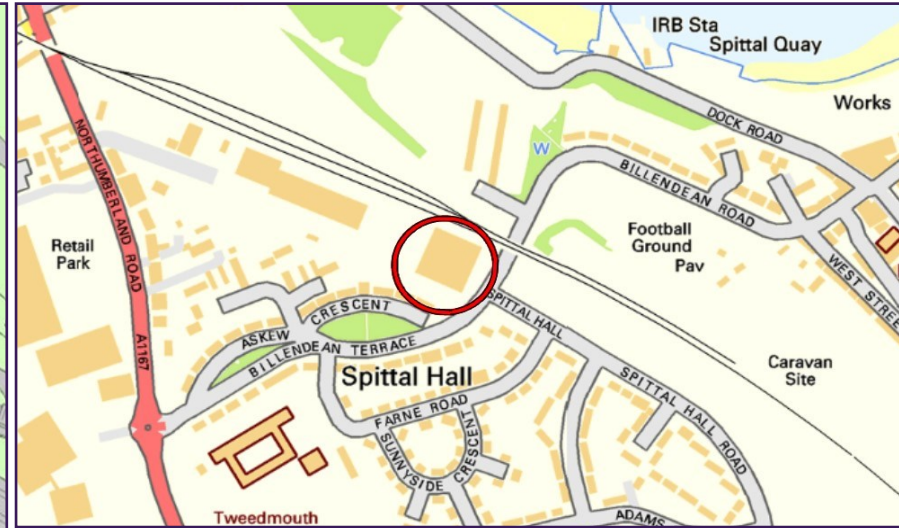 IRB Sta
Spittal Quay
Works
DOCK ROAD
NORTHUMBERLAND ROAD
A1167
W
BILLENDEAN ROAD
Retail
Park
Football
Ground
Pav
WEST STREE
SPITTAL HALL
ASKEW CRESCENT
BILLENDEAN TERRACE
Caravan
Site
Spittal Hall
SPITTAL HALL ROAD
FARNE ROAD
SUNNYSIDE CRESCENT
Tweedmouth
ADAMS